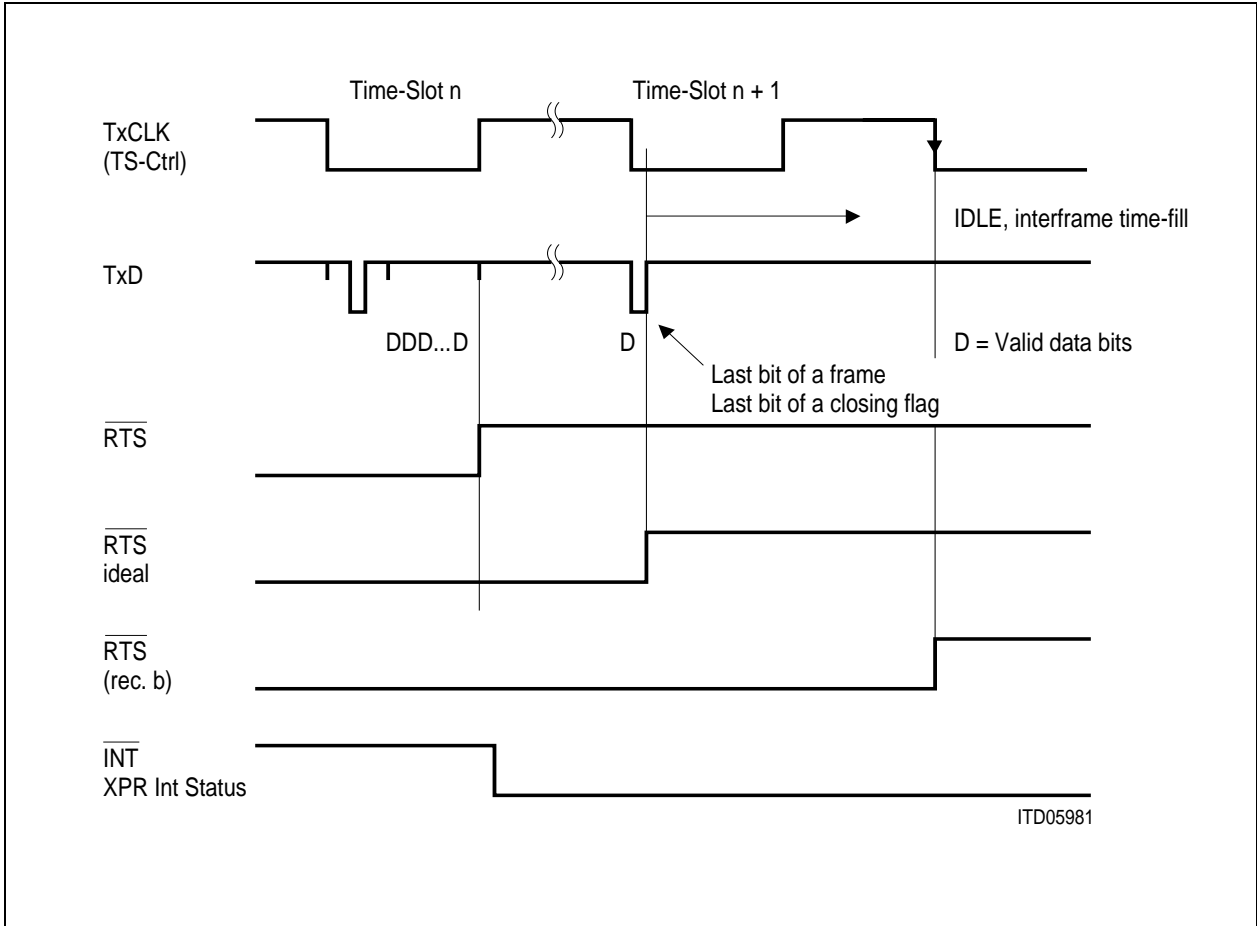 Time-Slot n
Time-Slot n + 1
TxCLK
(TS-Ctrl)
IDLE, interframe time-fill
TxD
DDD...D
D
D = Valid data bits
Last bit of a frame
Last bit of a closing flag
RTS
RTS
ideal
RTS
(rec. b)
INT
XPR Int Status
ITD05981